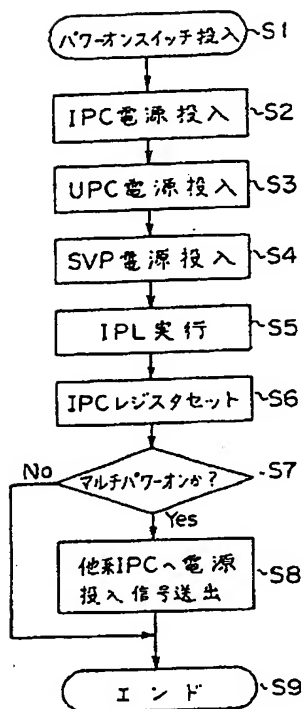 パワーオンスイッチ投入 ~S1
IPC電源投入 ~S2
UPC電源投入 ~S3
SVP電源投入 ~S4
IPL実行 ~S5
IPCレジスタセット ~S6
マルチパワーオンか? ~S7
No
Yes
他系IPCへ電源
投入信号送出 ~S8
エンド ~S9